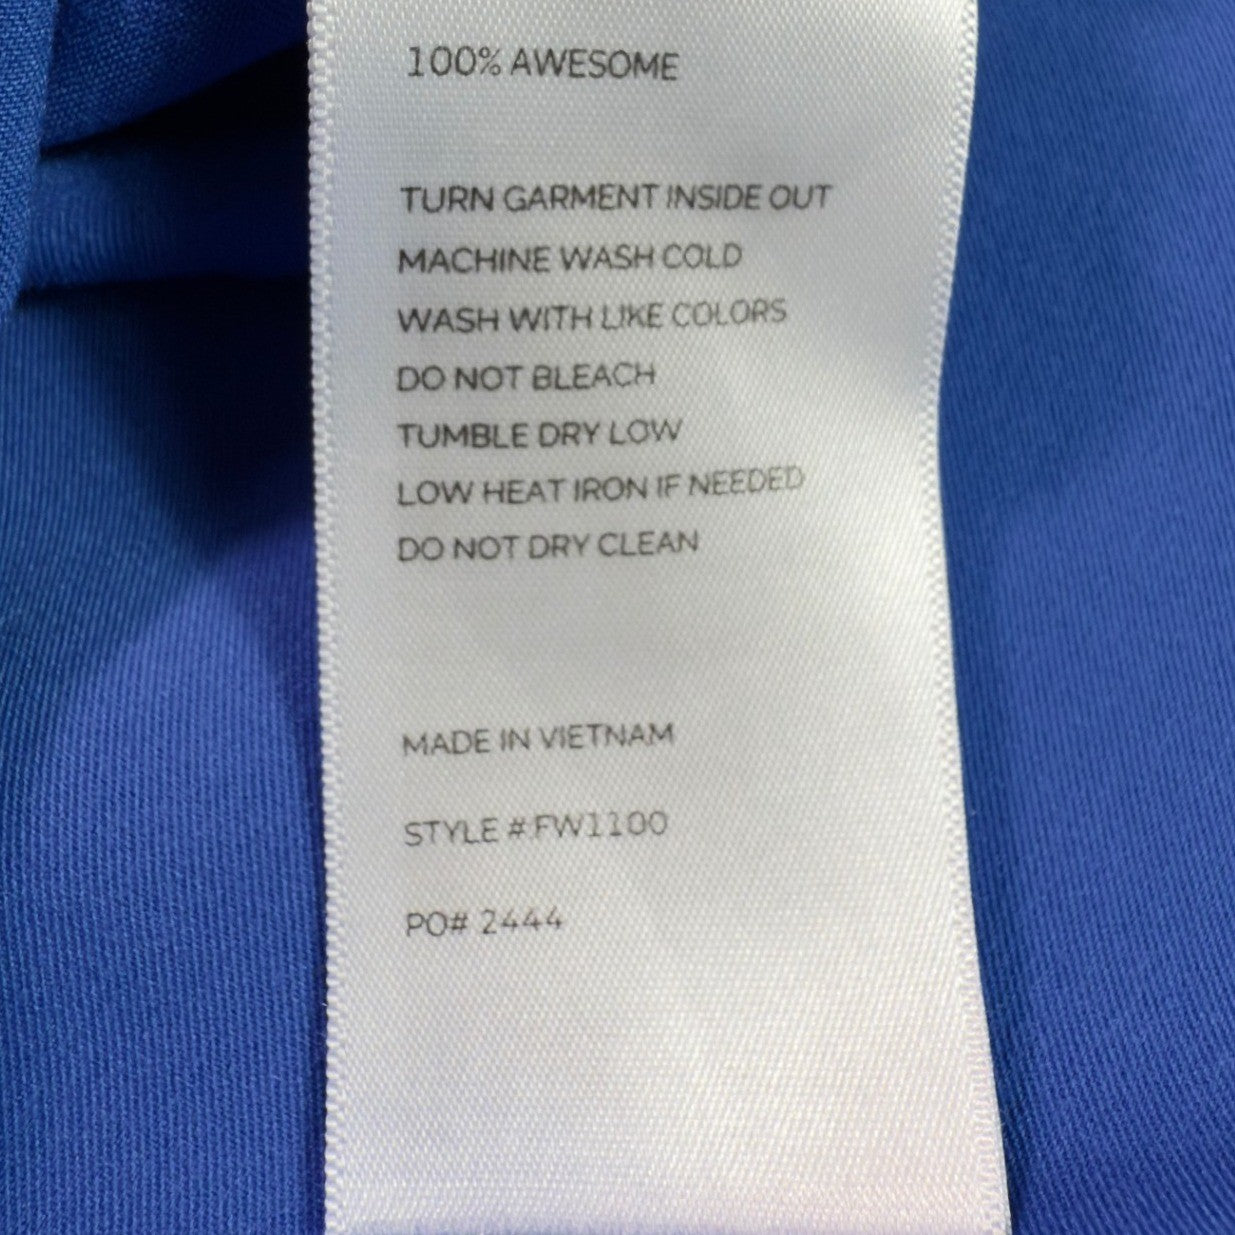 100% AWESOME
TURN GARMENT INSIDE OUT
MACHINE WASH COLD
WASH WITH LIKE COLORS
DO NOT BLEACH
TUMBLE DRY LOW
LOW HEAT IRON IF NEEDED
DO NOT DRY CLEAN
MADE IN VIETNAM
STYLE #:FW1100
PO# 2444